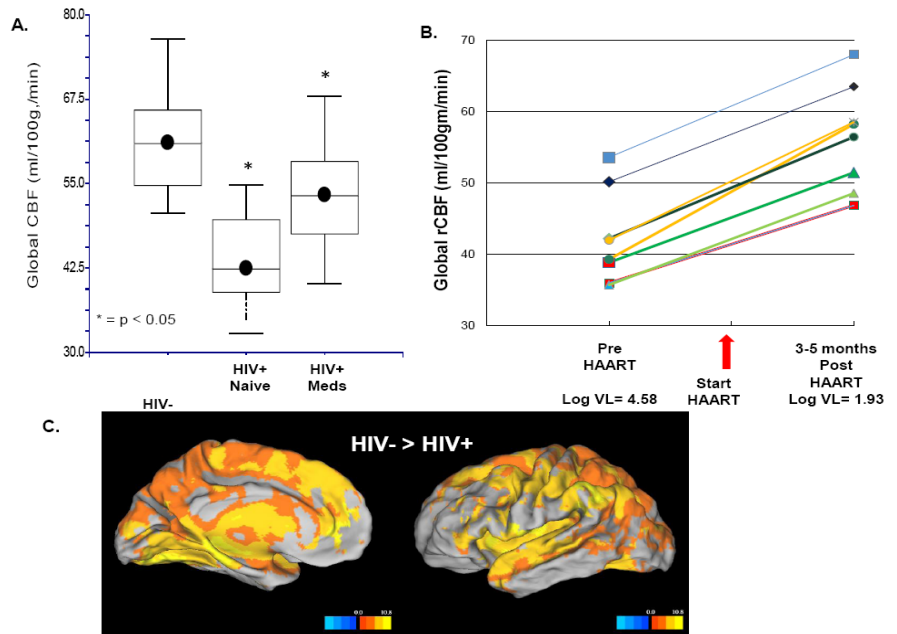 A.
80.0
67.5
55.0
42.5
30.0
Global CBF (ml/100g./min)
*
*
* = p < 0.05
HIV-
HIV+
Naive
HIV+
Meds
B.
70
60
50
40
30
Global rCBF (ml/100gm/min)
Pre
HAART
Log VL= 4.58
Start
HAART
3-5 months
Post
HAART
Log VL= 1.93
C.
HIV- > HIV+
0.0 10.8
0.0 10.8